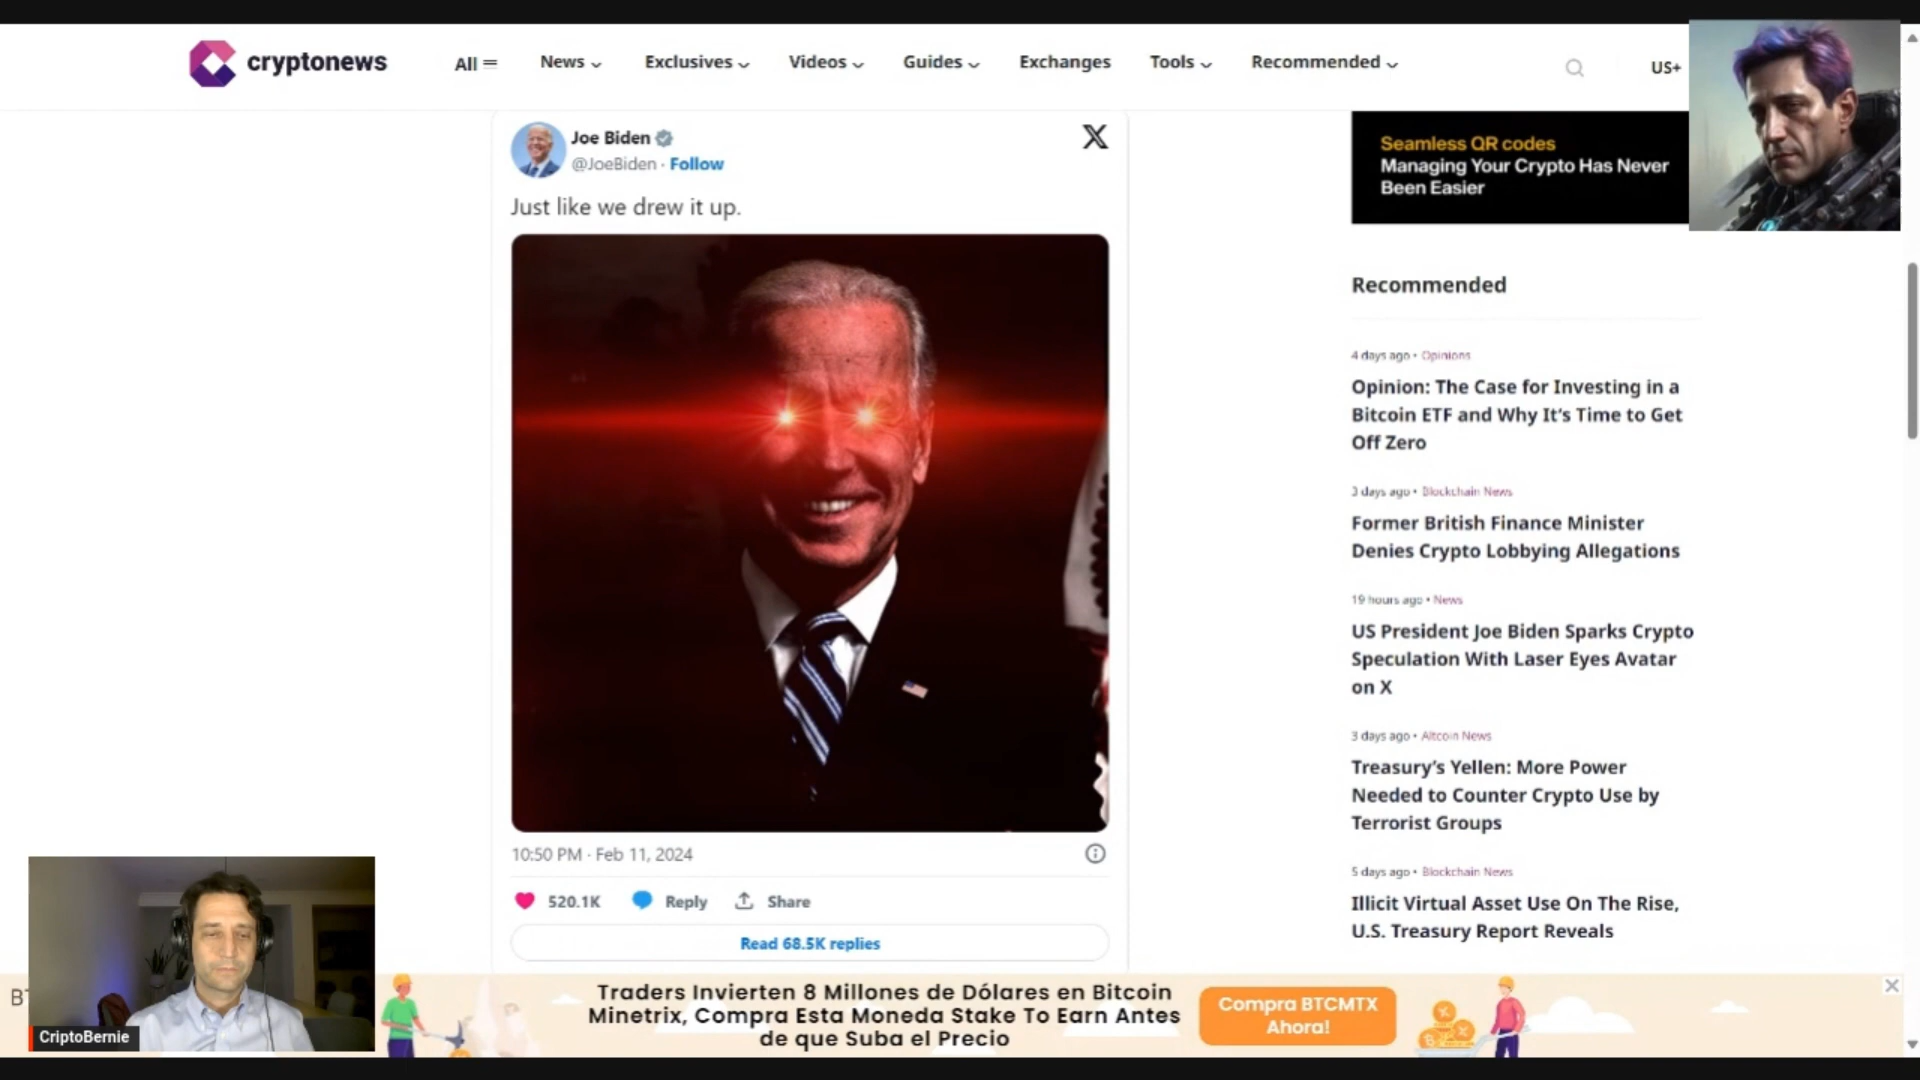 cryptonews
All
News
Exclusives
Videos
Guides
Exchanges
Tools
Recommended
US+
Joe Biden
@JoeBiden · Follow
Just like we drew it up.
10:50 PM · Feb 11, 2024
520.1K
Reply
Share
Read 68.5K replies
Seamless QR codes
Managing Your Crypto Has Never
Been Easier
Recommended
4 days ago • Opinions
Opinion: The Case for Investing in a
Bitcoin ETF and Why It's Time to Get
Off Zero
3 days ago • Blockchain News
Former British Finance Minister
Denies Crypto Lobbying Allegations
19 hours ago • News
US President Joe Biden Sparks Crypto
Speculation With Laser Eyes Avatar
on X
3 days ago • Altcoin News
Treasury's Yellen: More Power
Needed to Counter Crypto Use by
Terrorist Groups
5 days ago • Blockchain News
Illicit Virtual Asset Use On The Rise,
U.S. Treasury Report Reveals
CriptoBernie
Traders Invierten 8 Millones de Dólares en Bitcoin
Minetrix, Compra Esta Moneda Stake To Earn Antes
de que Suba el Precio
Compra BTCMTX
Ahora!